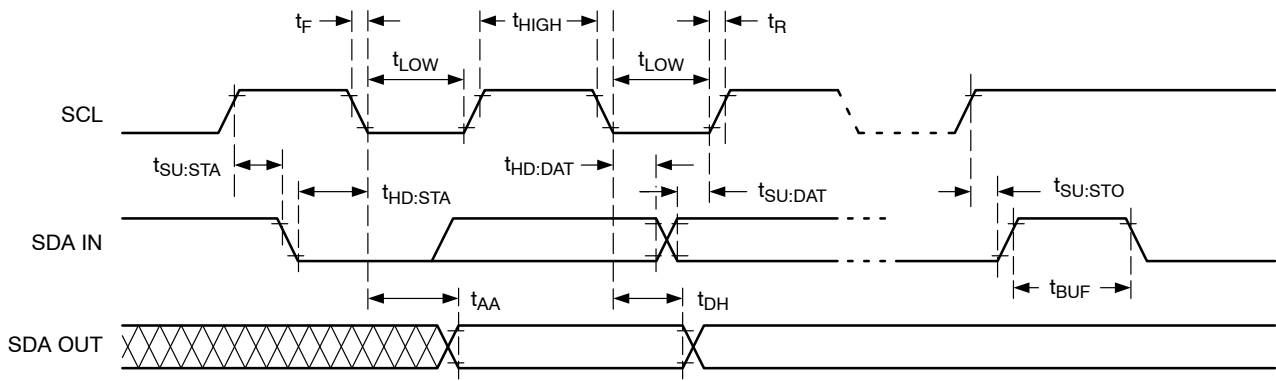 tF tHIGH tR
tLOW tLOW
SCL
tSU:STA tHD:DAT
tHD:STA tSU:DAT tSU:STO
SDA IN
tBUF
tAA tDH
SDA OUT